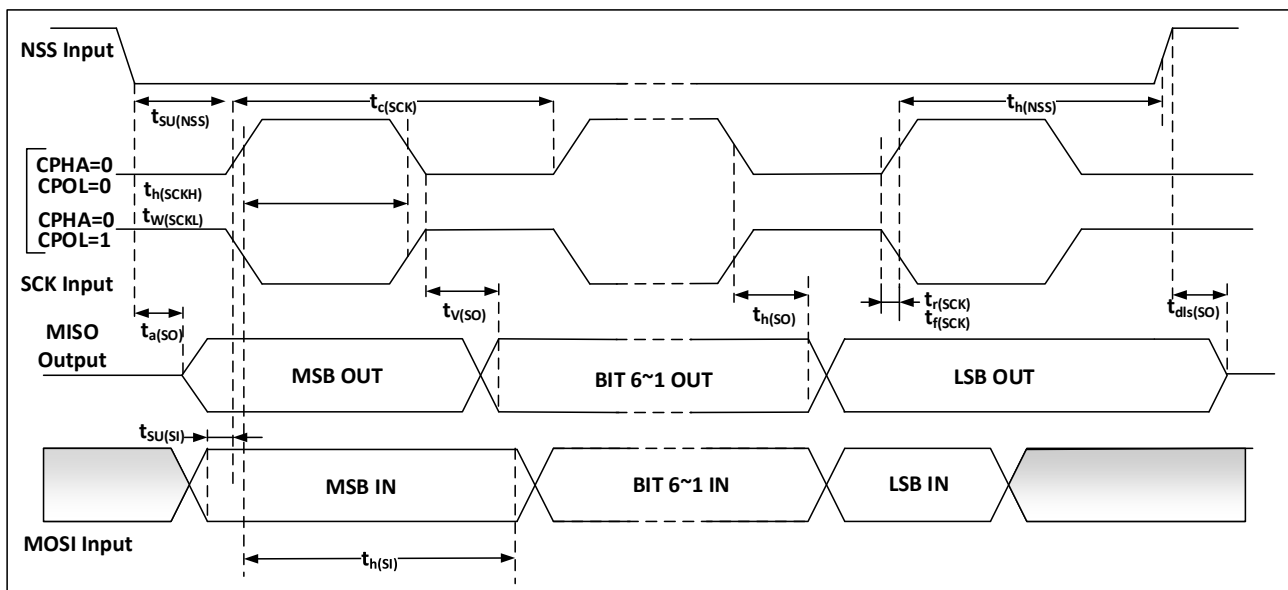 NSS Input
tSU(NSS)
tc(SCK)
th(NSS)
CPHA=0
CPOL=0
th(SCKH)
CPHA=0
CPOL=1
tW(SCKL)
SCK Input
ta(SO)
tV(SO)
th(SO)
tr(SCK)
tf(SCK)
tdIs(SO)
MISO
Output
MSB OUT
BIT 6~1 OUT
LSB OUT
tSU(SI)
MSB IN
BIT 6~1 IN
LSB IN
MOSI Input
th(SI)